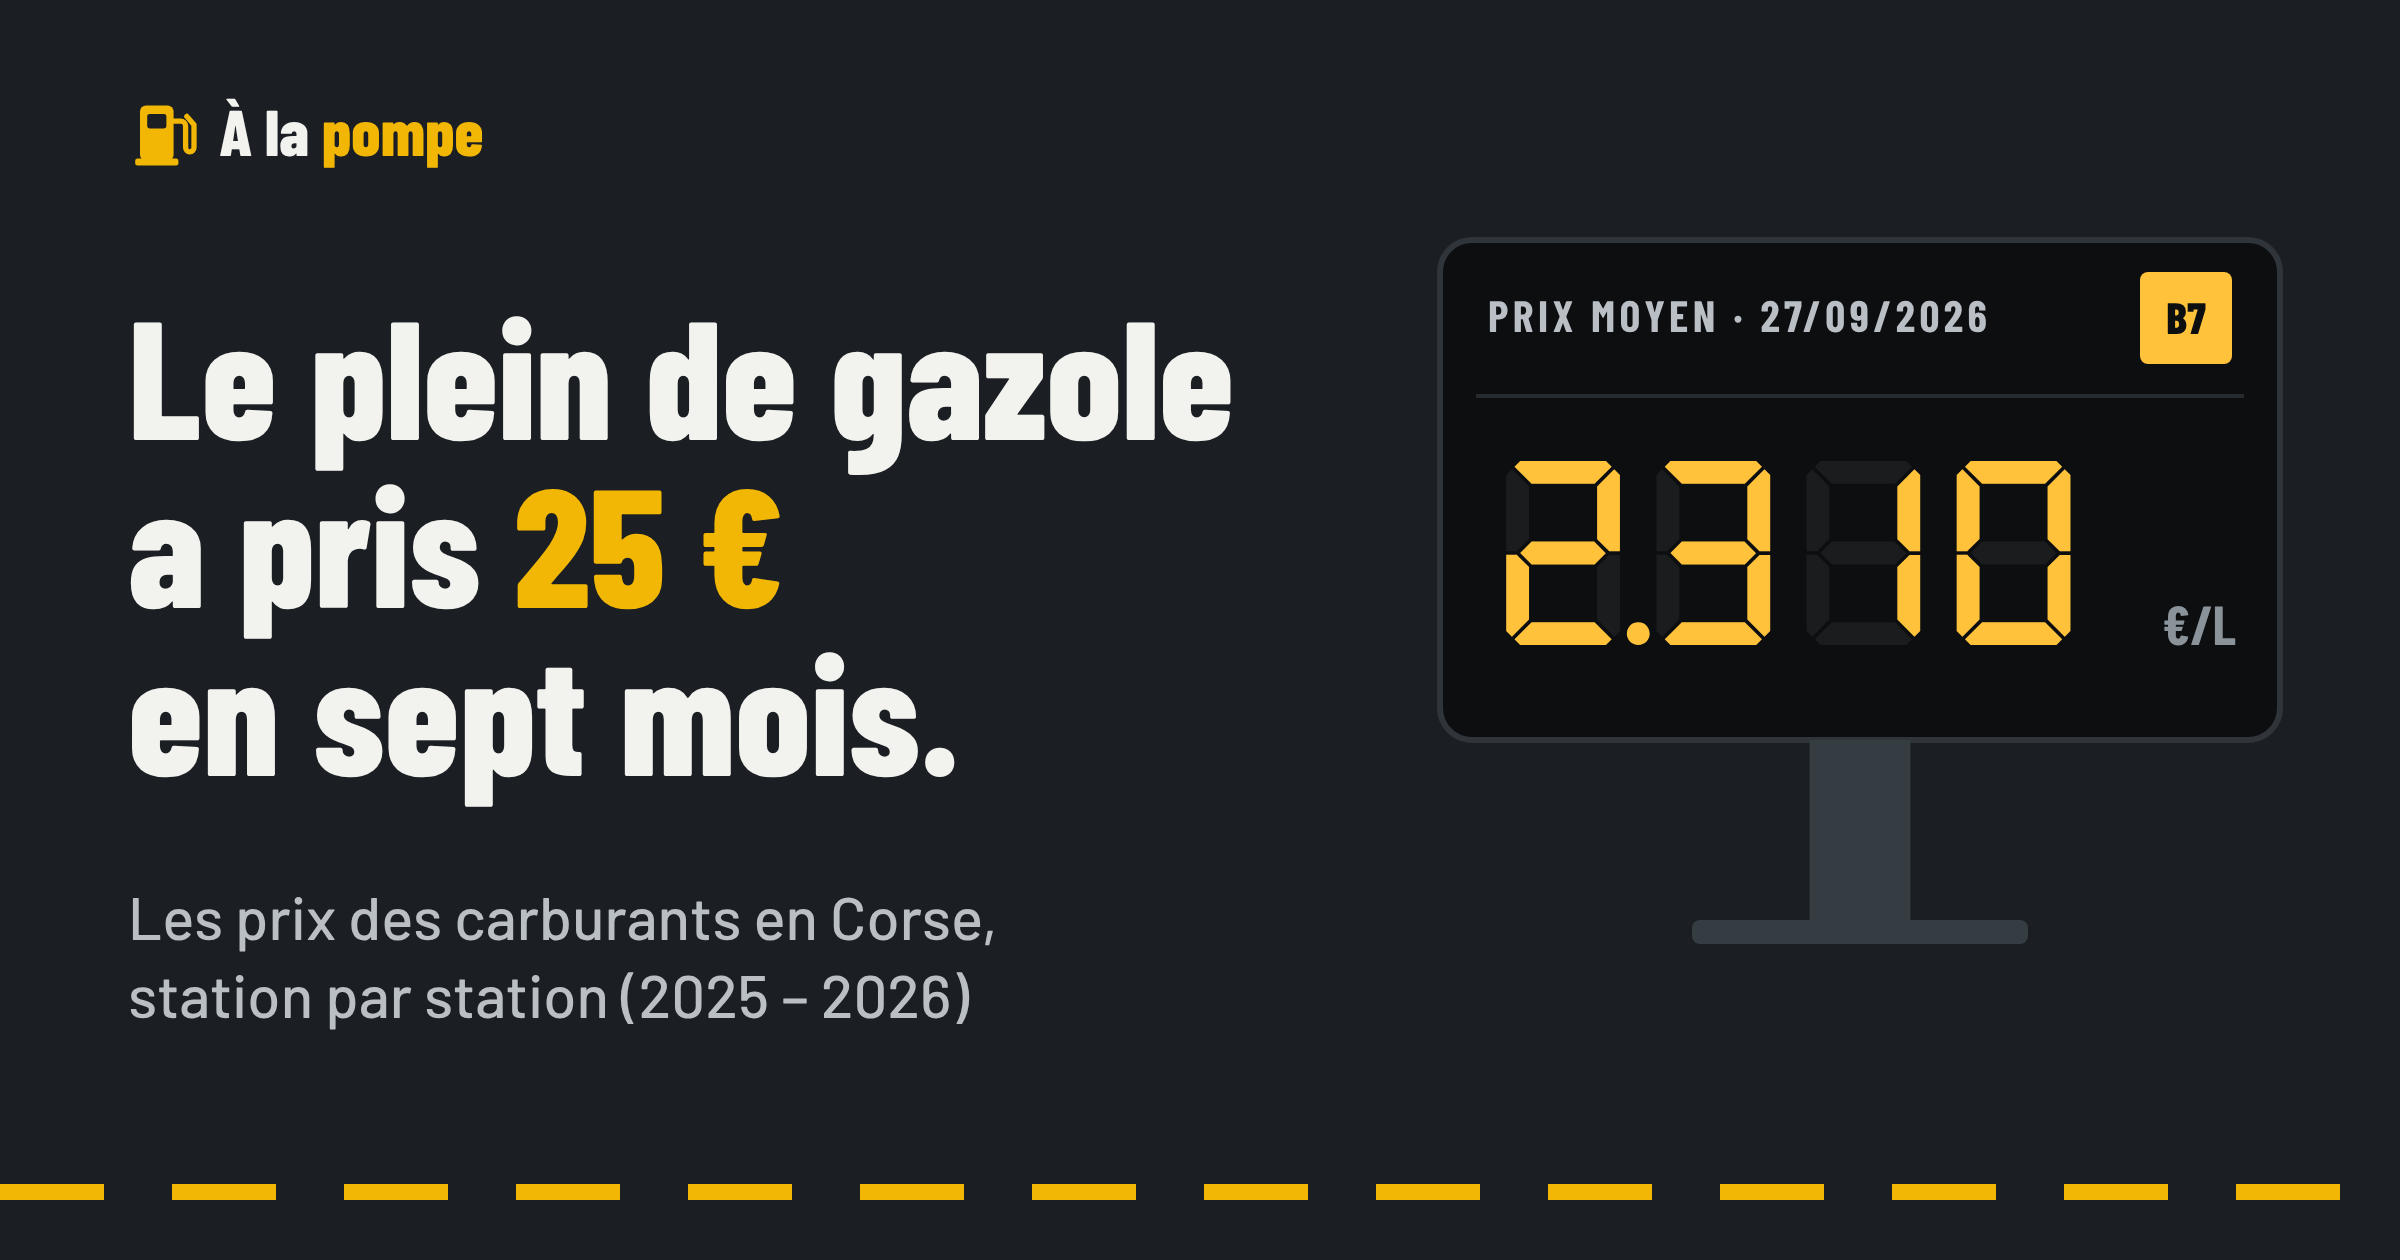 À la pompe
Le plein de gazole
a pris 25 €
en sept mois.
Les prix des carburants en Corse,
station par station (2025 – 2026)
PRIX MOYEN · 27/09/2026
B7
2.310
€/L